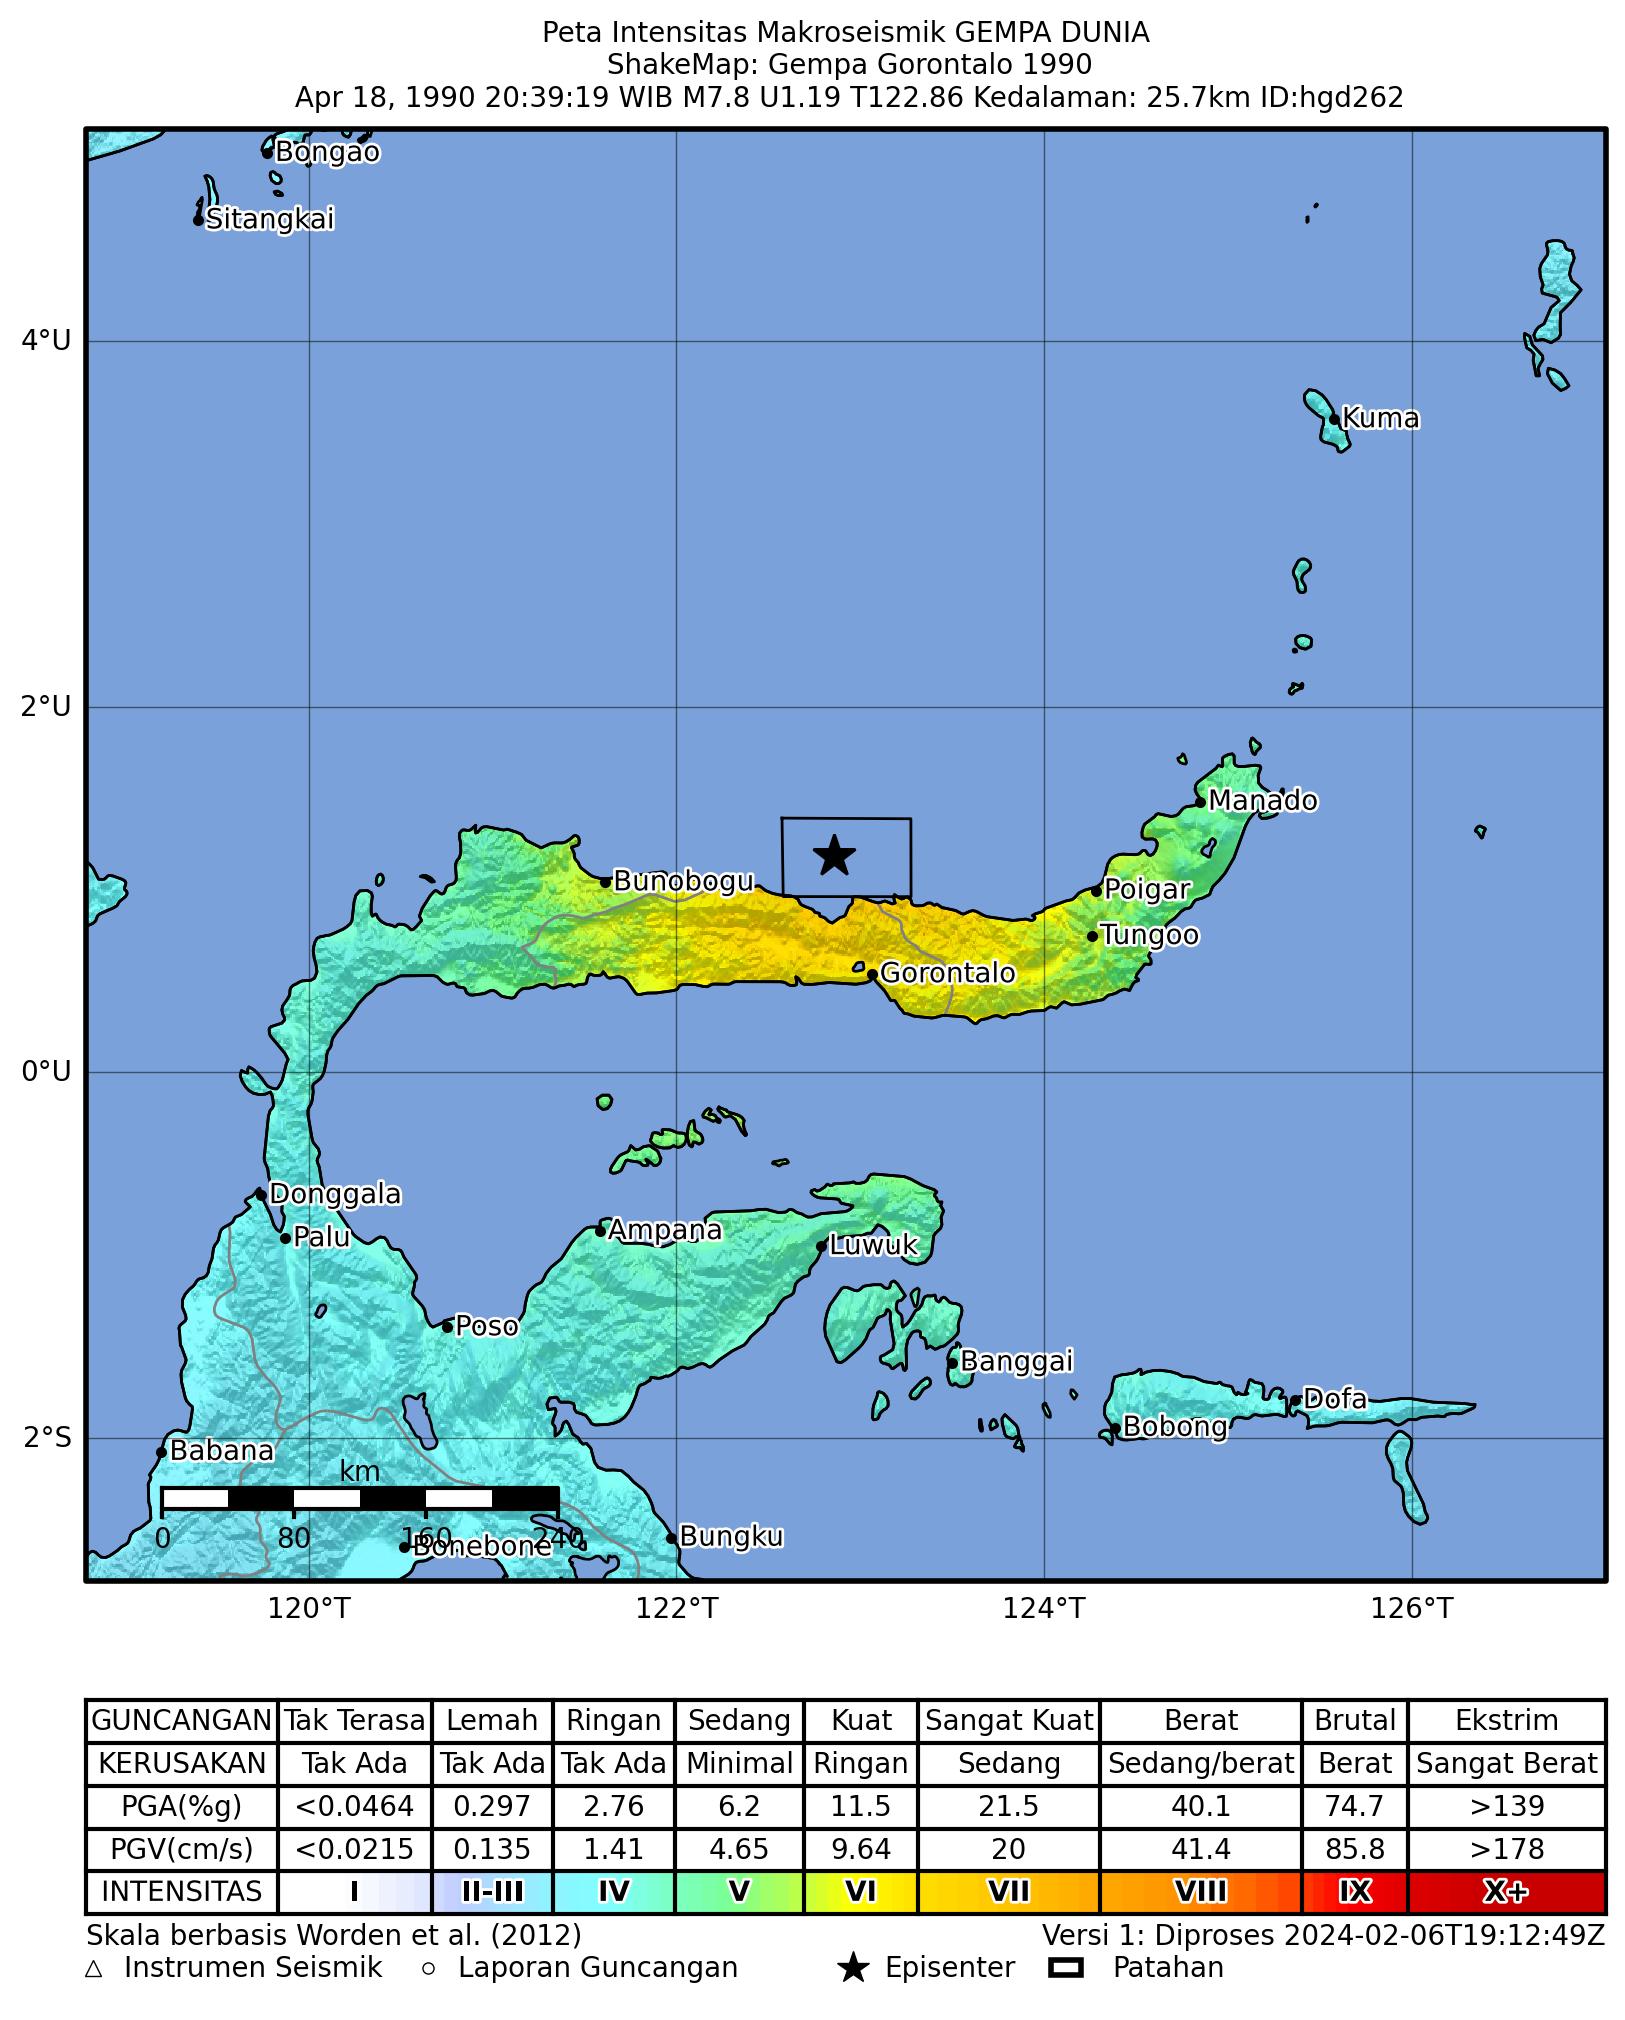 Peta Intensitas Makroseismik GEMPA DUNIA
ShakeMap: Gempa Gorontalo 1990
Apr 18, 1990 20:39:19 WIB M7.8 U1.19 T122.86 Kedalaman: 25.7km ID:hgd262
Bongao
Sitangkai
4°U
Kuma
2°U
Manado
Bunobogu
Poigar
Tungoo
Gorontalo
0°U
Donggala
Palu
Ampana
Luwuk
Poso
Banggai
Dofa
Bobong
2°S
Babana
km
0 80 160 240
Bonebone
Bungku
120°T 122°T 124°T 126°T
GUNCANGAN Tak Terasa Lemah Ringan Sedang Kuat Sangat Kuat Berat Brutal Ekstrim
KERUSAKAN Tak Ada Tak Ada Tak Ada Minimal Ringan Sedang Sedang/berat Berat Sangat Berat
PGA(%g) <0.0464 0.297 2.76 6.2 11.5 21.5 40.1 74.7 >139
PGV(cm/s) <0.0215 0.135 1.41 4.65 9.64 20 41.4 85.8 >178
INTENSITAS I II-III IV V VI VII VIII IX X+
Skala berbasis Worden et al. (2012) Versi 1: Diproses 2024-02-06T19:12:49Z
Instrumen Seismik Laporan Guncangan Episenter Patahan